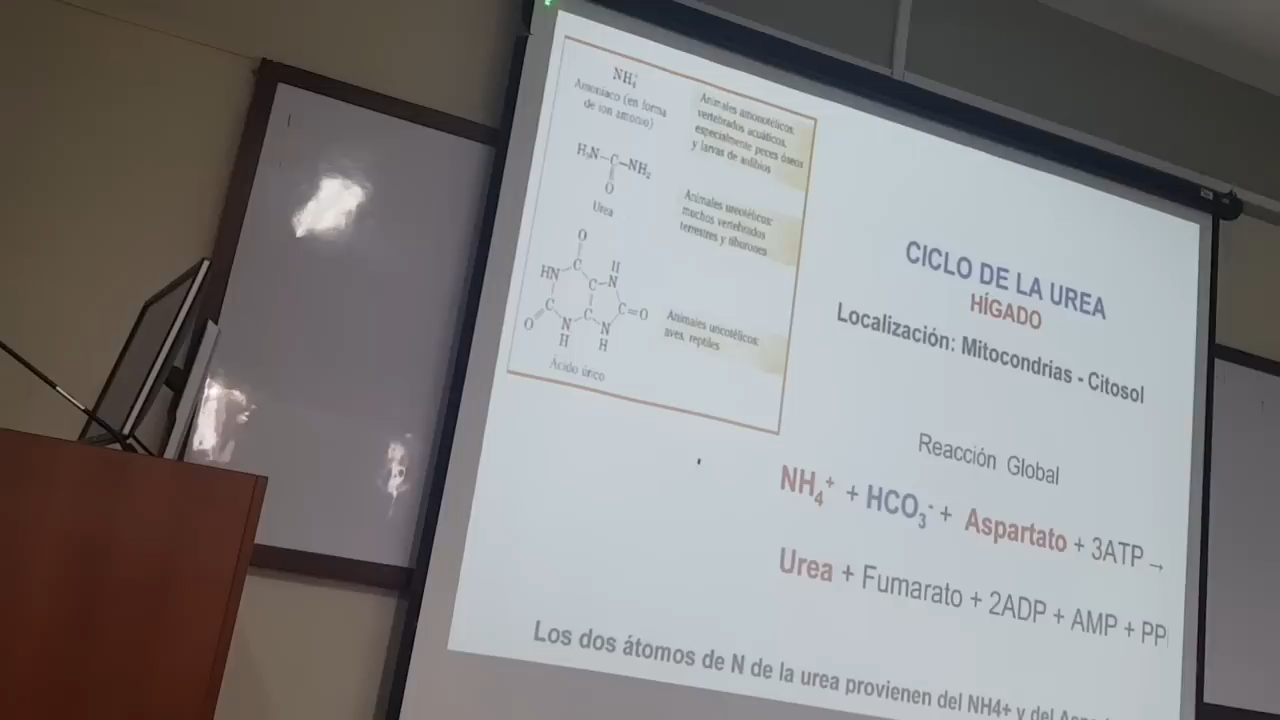 NH₄⁺
Amoniaco (en forma
de ion amonio)
Animales amonotélicos:
vertebrados acuáticos,
especialmente peces óseos
y larvas de anfibios
H₂N–C–NH₂
O
Urea
Animales ureotélicos:
muchos vertebrados
terrestres y tiburones
O
C
H
HN
C–N
C
C
C=O
O
N
N
H
H
Ácido úrico
Animales uricotélicos:
aves, reptiles
CICLO DE LA UREA
HÍGADO
Localización: Mitocondrias - Citosol
Reacción Global
NH₄⁺ + HCO₃⁻ + Aspartato + 3ATP →
Urea + Fumarato + 2ADP + AMP + PP
Los dos átomos de N de la urea provienen del NH4+ y del